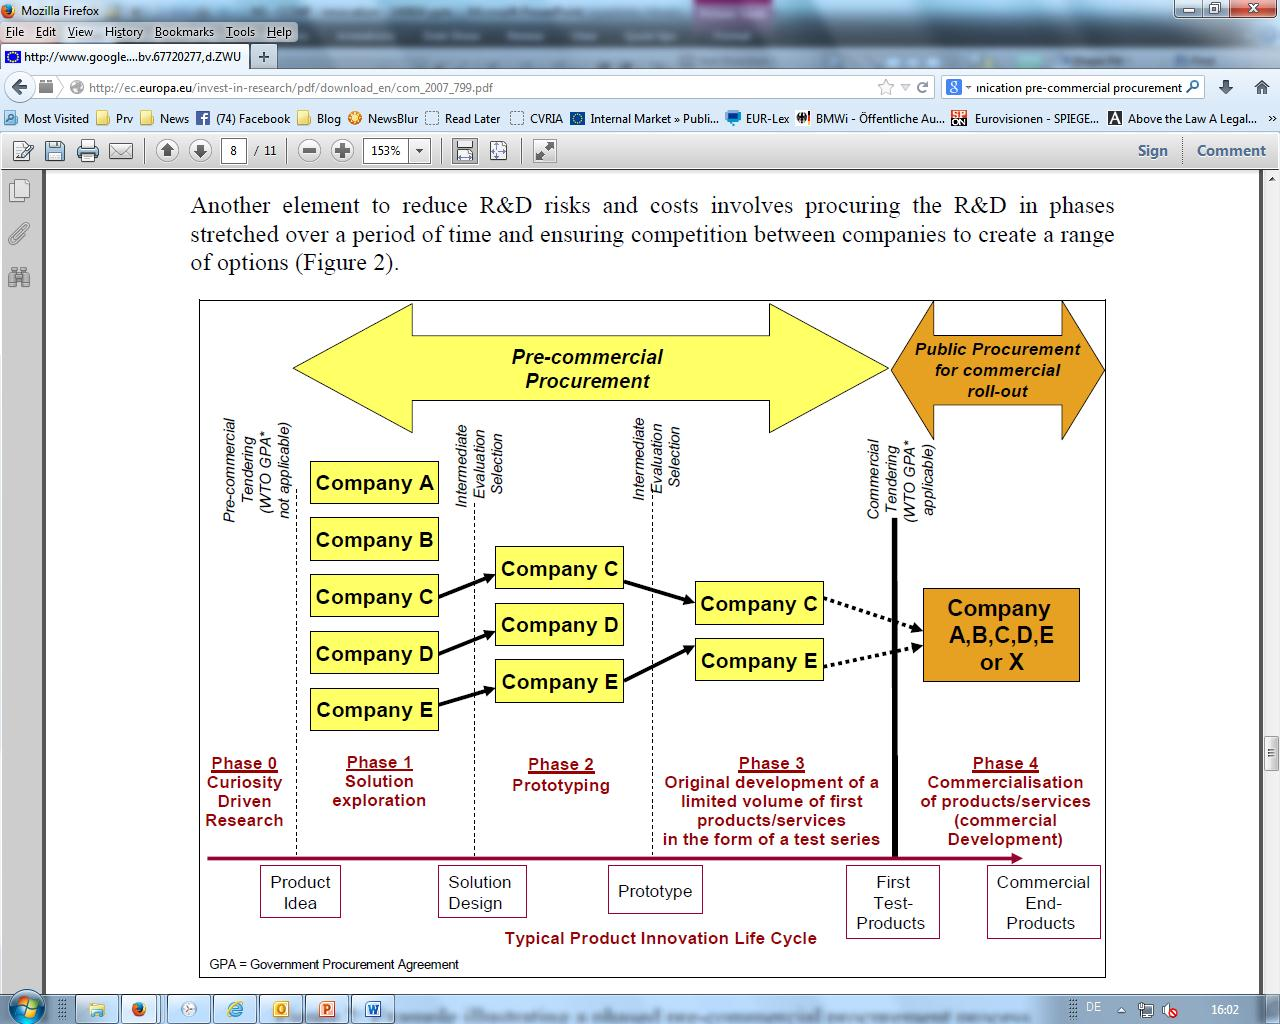 Mozilla Firefox
File Edit View History Bookmarks Tools Help
http://www.google....bv.67720277,d.ZWU
http://ec.europa.eu/invest-in-research/pdf/download_en/com_2007_799.pdf
ınication pre-commercial procurement
Most Visited Prv News (74) Facebook Blog NewsBlur Read Later CVRIA Internal Market » Publi... EUR-Lex BMWi - Öffentliche Au... Eurovisionen - SPIEGE... Above the Law A Legal... »
8 / 11 153% Sign Comment
Another element to reduce R&D risks and costs involves procuring the R&D in phases
stretched over a period of time and ensuring competition between companies to create a range
of options (Figure 2).
Pre-commercial
Procurement
Public Procurement
for commercial
roll-out
Pre-commercial
Tendering
(WTO GPA*
not applicable)
Intermediate
Evaluation
Selection
Intermediate
Evaluation
Selection
Commercial
Tendering
(WTO GPA*
applicable)
Company A
Company B
Company C
Company D
Company E
Company C
Company D
Company E
Company C
Company E
Company
A,B,C,D,E
or X
Phase 0
Curiosity
Driven
Research
Phase 1
Solution
exploration
Phase 2
Prototyping
Phase 3
Original development of a
limited volume of first
products/services
in the form of a test series
Phase 4
Commercialisation
of products/services
(commercial
Development)
Product
Idea
Solution
Design
Prototype
First
Test-
Products
Commercial
End-
Products
Typical Product Innovation Life Cycle
GPA = Government Procurement Agreement
DE 16:02